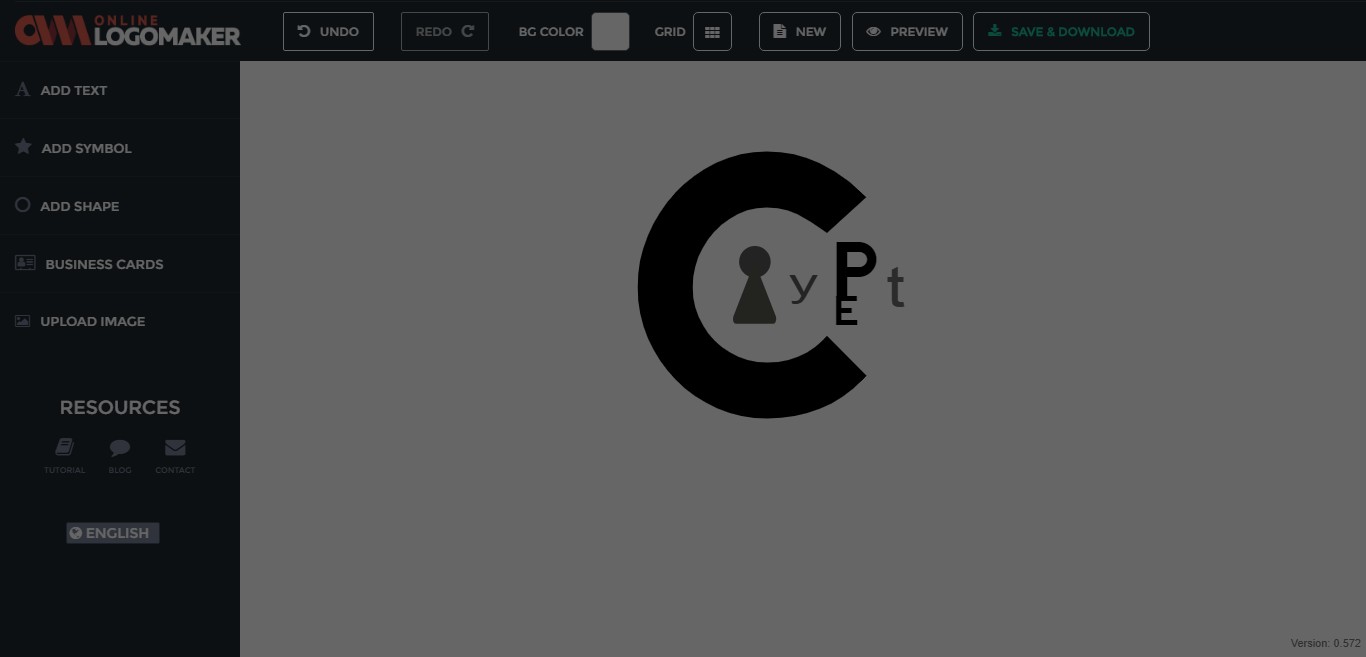 ONLINE
LOGOMAKER
UNDO
REDO
BG COLOR
GRID
NEW
PREVIEW
SAVE & DOWNLOAD
ADD TEXT
ADD SYMBOL
ADD SHAPE
BUSINESS CARDS
UPLOAD IMAGE
RESOURCES
TUTORIAL BLOG CONTACT
ENGLISH
C y P t
E
Version: 0.572